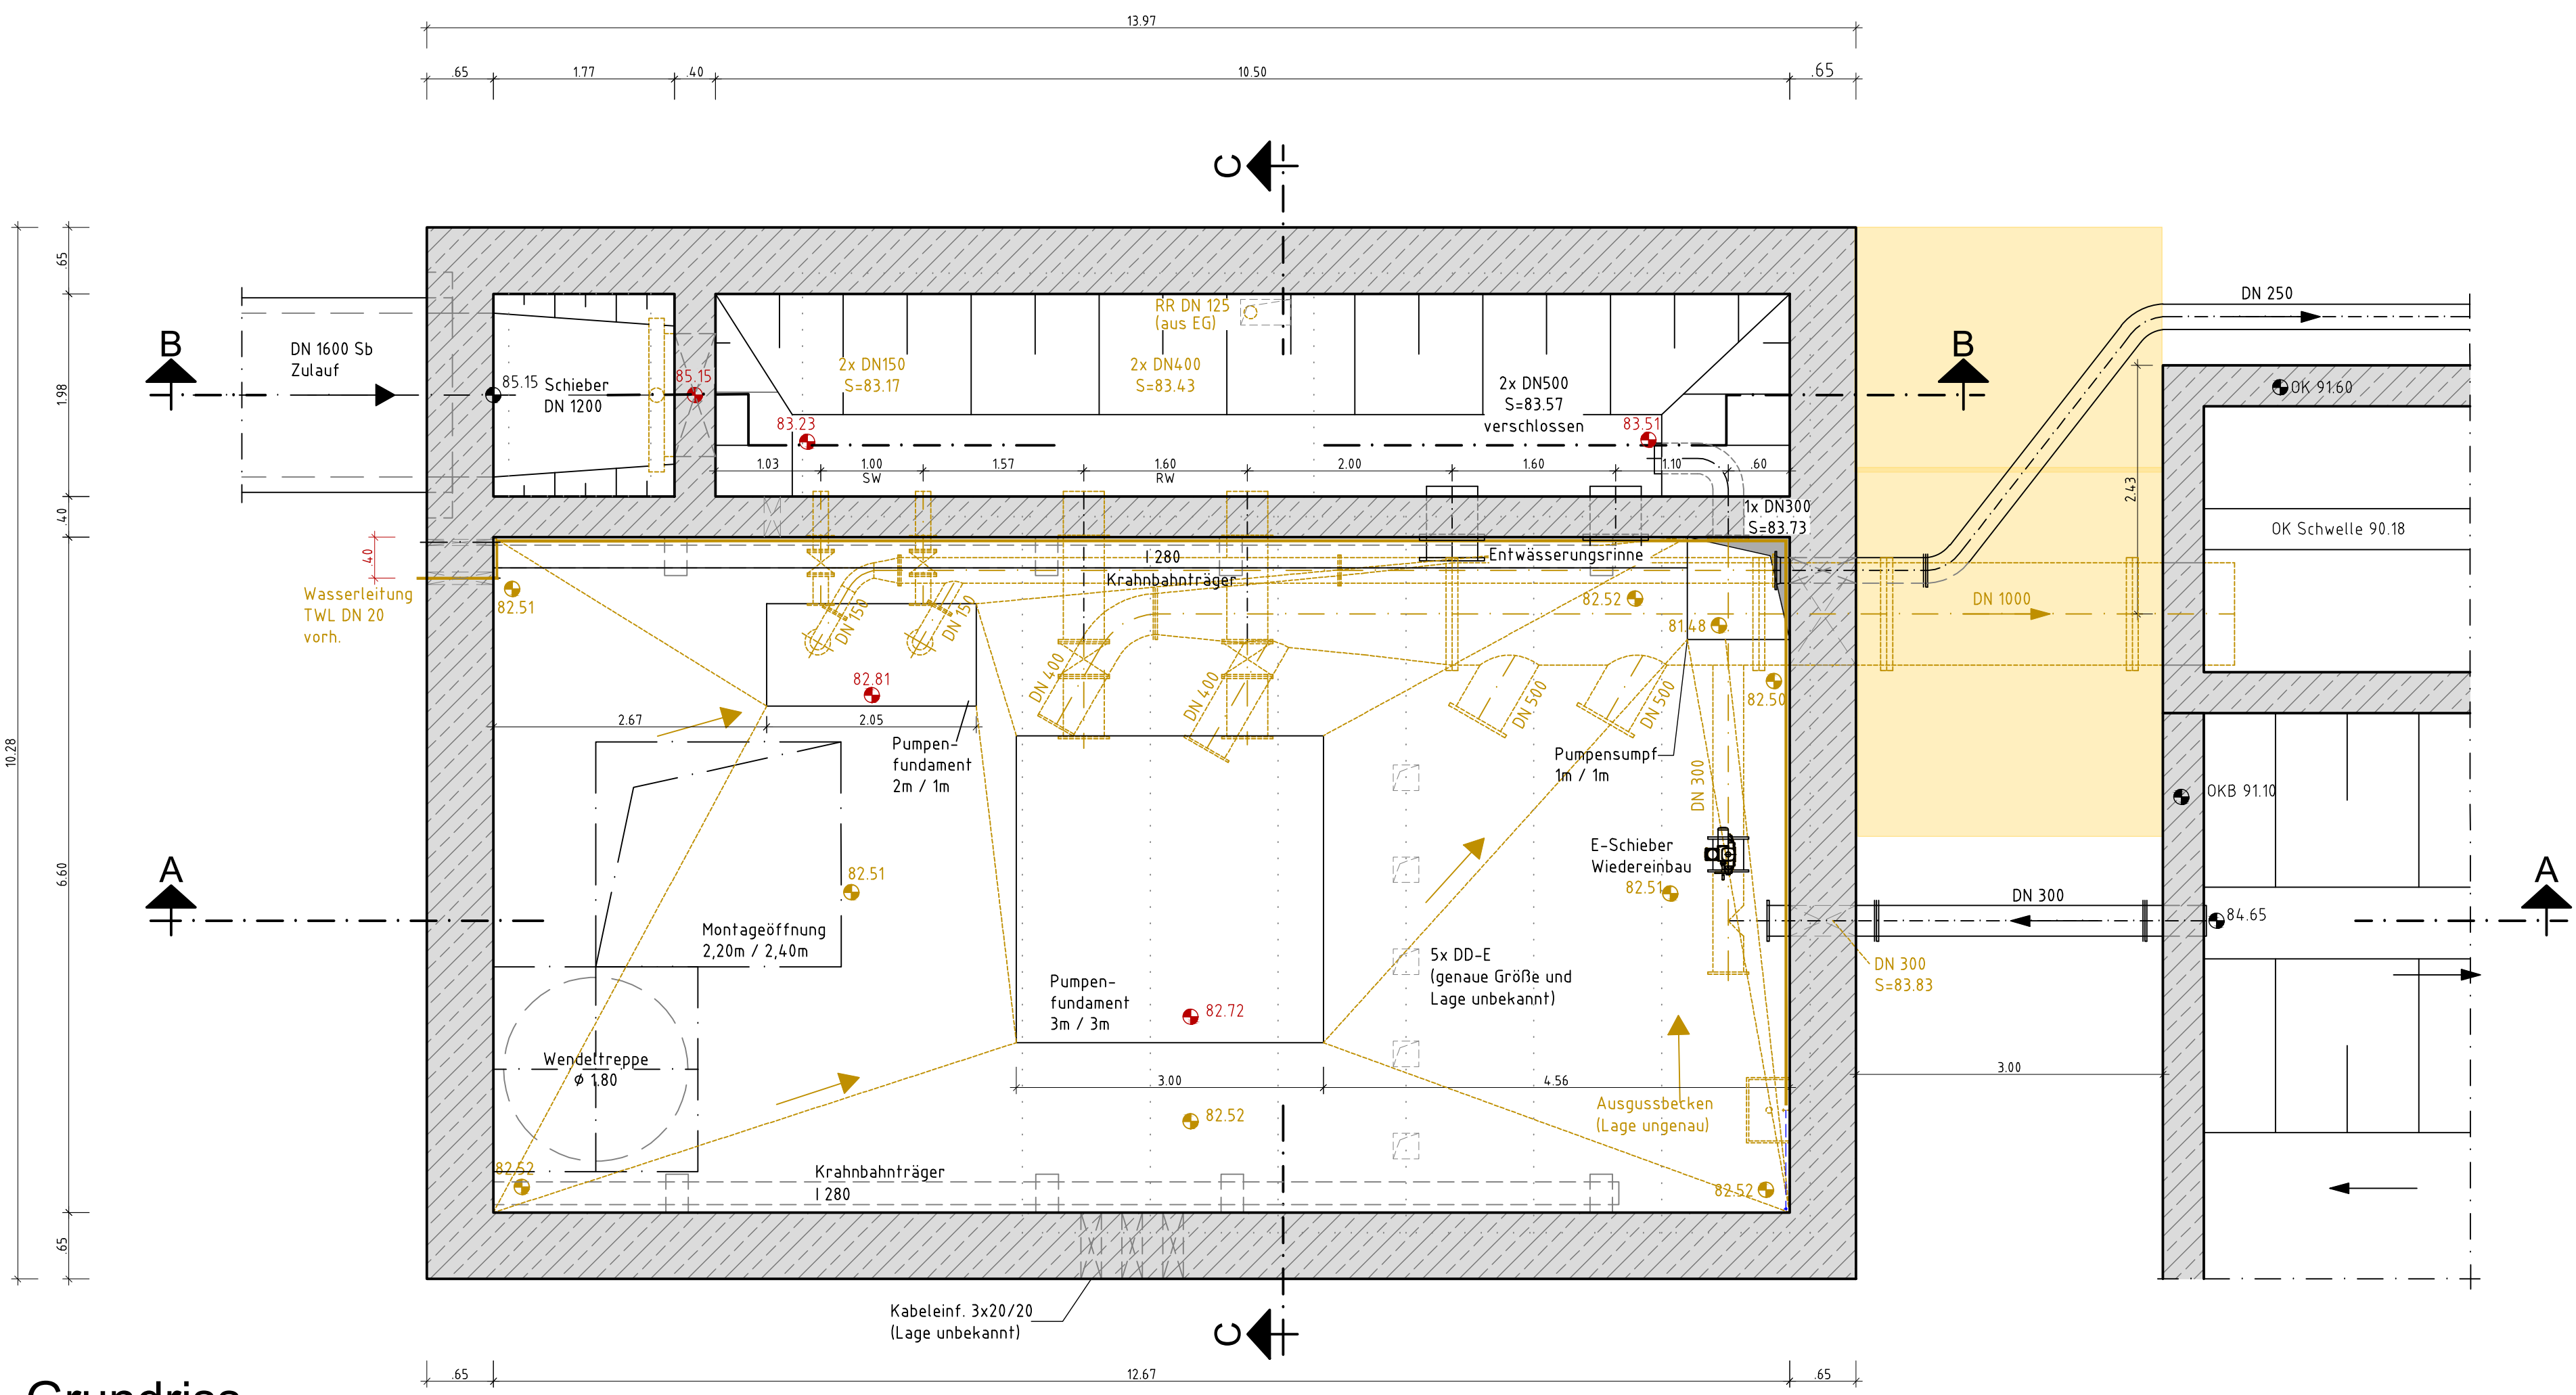 13.97
.65
1.77
.40
10.50
.65
C
10.28
.65
1.98
.40
6.60
.65
B
DN 1600 Sb
Zulauf
85.15
Schieber
DN 1200
85.15
RR DN 125
(aus EG)
2x DN150
S=83.17
2x DN400
S=83.43
2x DN500
S=83.57
verschlossen
83.23
83.51
1.03
1.00
SW
1.57
1.60
RW
2.00
1.60
1.10
.60
1x DN300
S=83.73
B
DN 250
OK 91.60
2.43
OK Schwelle 90.18
.40
Wasserleitung
TWL DN 20
vorh.
82.51
I 280
Krahnbahnträger
Entwässerungsrinne
DN 150
DN 150
82.52
81.48
DN 1000
82.81
DN 400
DN 400
DN 500
DN 500
82.50
2.67
2.05
Pumpen-
fundament
2m / 1m
Pumpensumpf
1m / 1m
DN 300
OKB 91.10
E-Schieber
Wiedereinbau
82.51
82.51
A
A
DN 300
84.65
Montageöffnung
2,20m / 2,40m
5x DD-E
(genaue Größe und
Lage unbekannt)
DN 300
S=83.83
Pumpen-
fundament
3m / 3m
82.72
Wendeltreppe
ϕ 1.80
3.00
4.56
3.00
82.52
Ausgussbecken
(Lage ungenau)
82.52
Krahnbahnträger
I 280
82.52
Kabeleinf. 3x20/20
(Lage unbekannt)
C
.65
12.67
.65
Grundriss